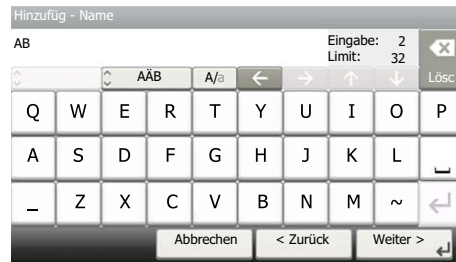 Hinzufüg - Name
AB
Eingabe: 2
Limit: 32
AÄB A/a ← → ↑ ↓ Lösc
Q W E R T Y U I O P
A S D F G H J K L
_ Z X C V B N M ~
Abbrechen < Zurück Weiter >